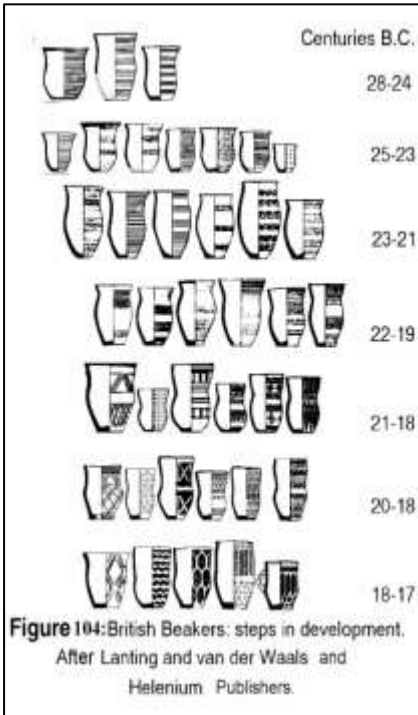 Centuries B.C.
28-24
25-23
23-21
22-19
21-18
20-18
18-17
Figure 104:British Beakers: steps in development.
After Lanting and van der Waals and
Helenium Publishers.